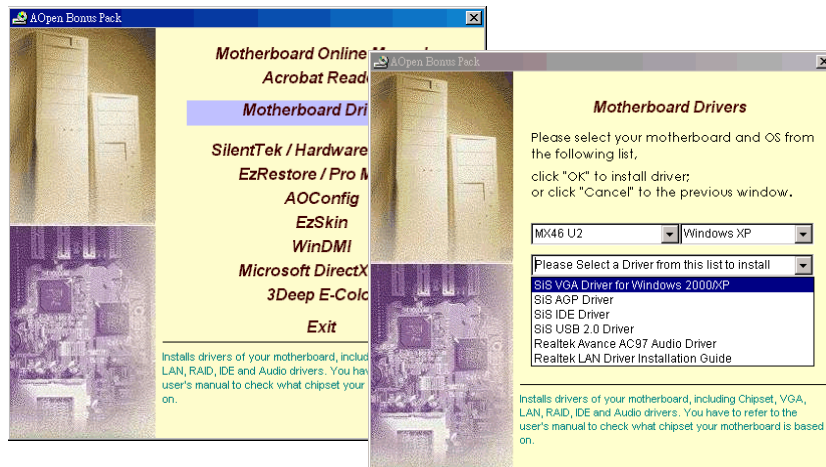 AOpen Bonus Pack
Motherboard Online
Acrobat Read
Motherboard Dri
SilentTek / Hardware
EzRestore / Pro
AOConfig
EzSkin
WinDMI
Microsoft DirectX
3Deep E-Colo
Exit
Installs drivers of your motherboard, includ
LAN, RAID, IDE and Audio drivers. You hav
user's manual to check what chipset your
on.
AOpen Bonus Pack
Motherboard Drivers
Please select your motherboard and OS from
the following list,
click "OK" to install driver;
or click "Cancel" to the previous window.
MX46 U2
Windows XP
Please Select a Driver from this list to install
SiS VGA Driver for Windows 2000/XP
SiS AGP Driver
SiS IDE Driver
SiS USB 2.0 Driver
Realtek Avance AC97 Audio Driver
Realtek LAN Driver Installation Guide
Installs drivers of your motherboard, including Chipset, VGA,
LAN, RAID, IDE and Audio drivers. You have to refer to the
user's manual to check what chipset your motherboard is based
on.